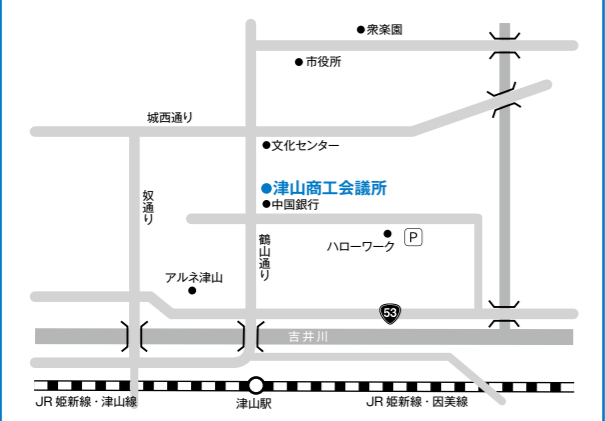 ●衆楽園
●市役所
城西通り
●文化センター
●津山商工会議所
●中国銀行
奴通り
鶴山通り
ハローワーク
P
アルネ津山
53
吉井川
JR 姫新線・津山線
津山駅
JR 姫新線・因美線